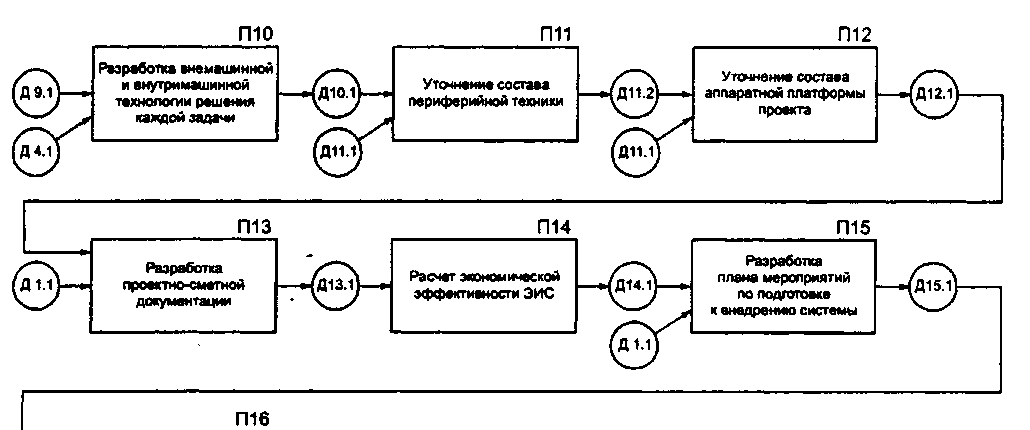 П10
П11
П12
Д 9.1
Д 4.1
Разработка внемашинной
и внутримашинной
технологии решения
каждой задачи
Д10.1
Д11.1
Уточнение состава
периферийной техники
Д11.2
Д11.1
Уточнение состава
аппаратной платформы
проекта
Д12.1
П13
П14
П15
Д 1.1
Разработка
проектно-сметной
документации
Д13.1
Расчет экономической
эффективности ЭИС
Д14.1
Д 1.1
Разработка
плана мероприятий
по подготовке
к внедрению системы
Д15.1
П16